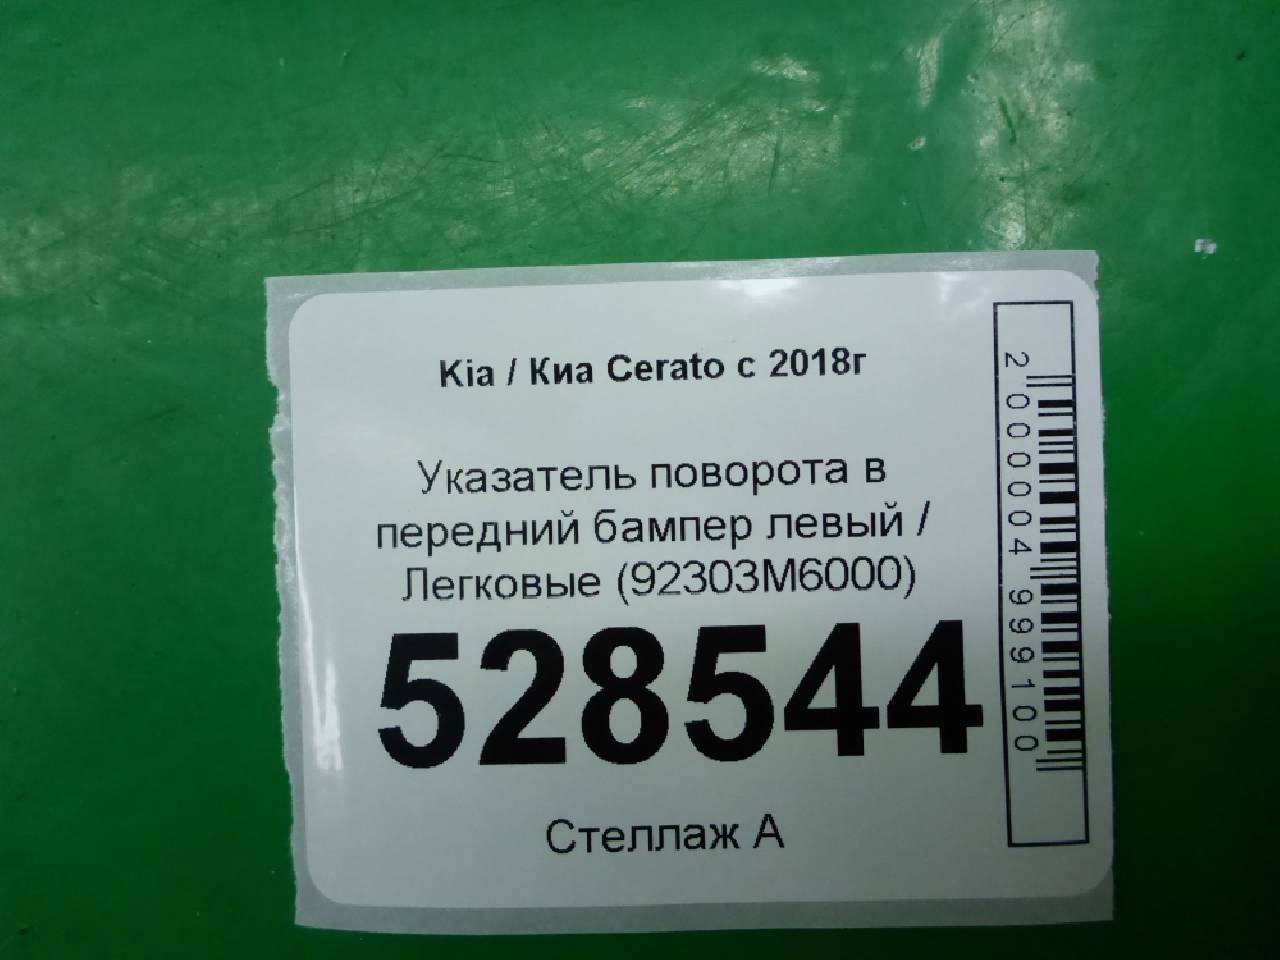 Kia / Киа Cerato с 2018г
Указатель поворота в
передний бампер левый /
Легковые (92303M6000)
528544
Стеллаж А
2000004999100